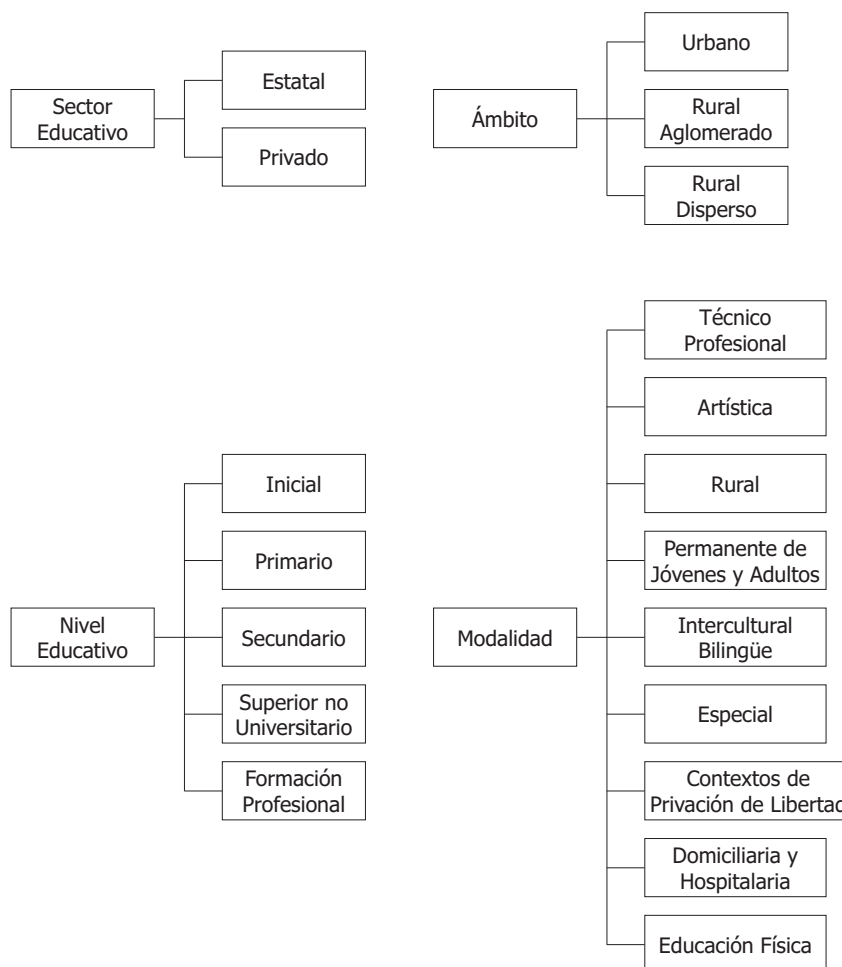 Sector
Educativo
Estatal
Privado
Ámbito
Urbano
Rural
Aglomerado
Rural
Disperso
Nivel
Educativo
Inicial
Primario
Secundario
Superior no
Universitario
Formación
Profesional
Modalidad
Técnico
Profesional
Artística
Rural
Permanente de
Jóvenes y Adultos
Intercultural
Bilingüe
Especial
Contextos de
Privación de Libertad
Domiciliaria y
Hospitalaria
Educación Física